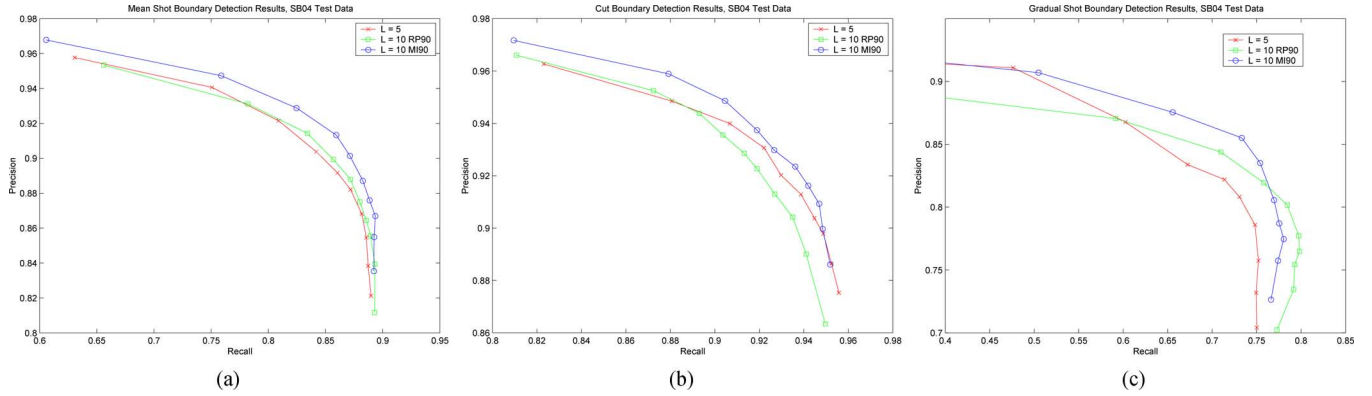 Mean Shot Boundary Detection Results, SB04 Test Data
0.98
0.96
0.94
0.92
0.9
0.88
0.86
0.84
0.82
0.8
Precision
L = 5
L = 10 RP90
L = 10 MI90
0.6 0.65 0.7 0.75 0.8 0.85 0.9 0.95
Recall
(a)
Cut Boundary Detection Results, SB04 Test Data
0.98
0.96
0.94
0.92
0.9
0.88
0.86
Precision
L = 5
L = 10 RP90
L = 10 MI90
0.8 0.82 0.84 0.86 0.88 0.9 0.92 0.94 0.96 0.98
Recall
(b)
Gradual Shot Boundary Detection Results, SB04 Test Data
0.9
0.85
0.8
0.75
0.7
Precision
L = 5
L = 10 RP90
L = 10 MI90
0.4 0.45 0.5 0.55 0.6 0.65 0.7 0.75 0.8 0.85
Recall
(c)